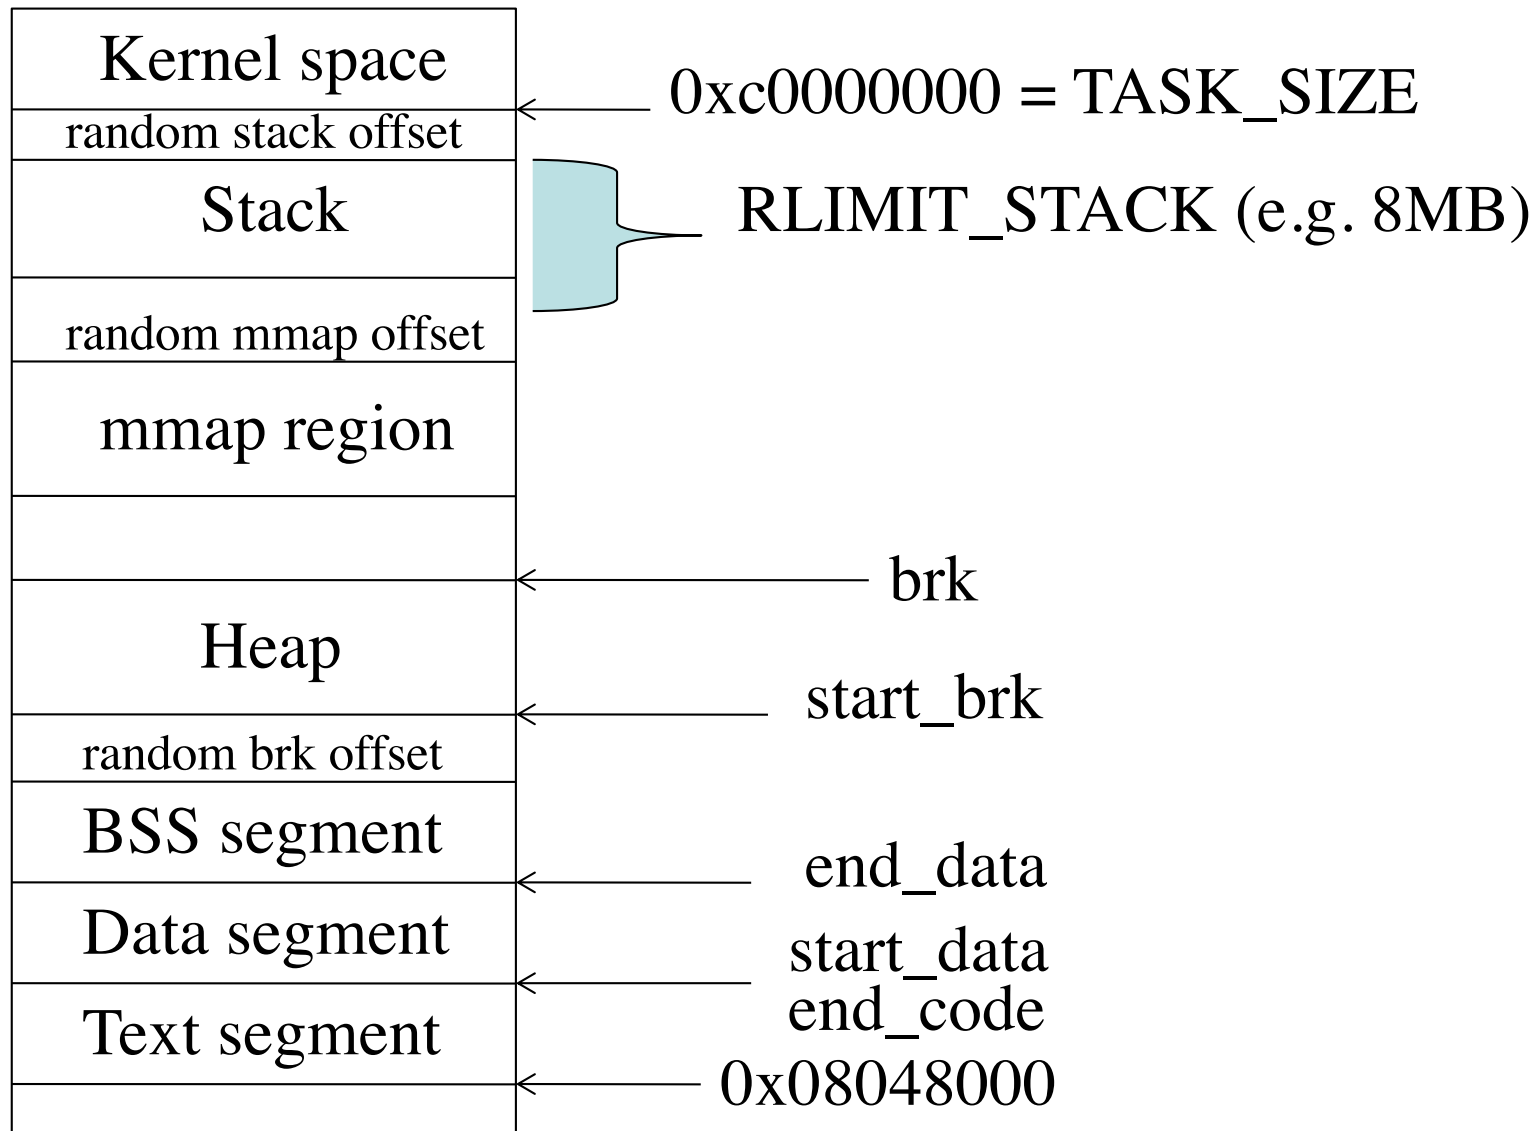 Kernel space
0xc0000000 = TASK_SIZE
random stack offset
Stack
RLIMIT_STACK (e.g. 8MB)
random mmap offset
mmap region
brk
Heap
start_brk
random brk offset
BSS segment
end_data
Data segment
start_data
end_code
Text segment
0x08048000